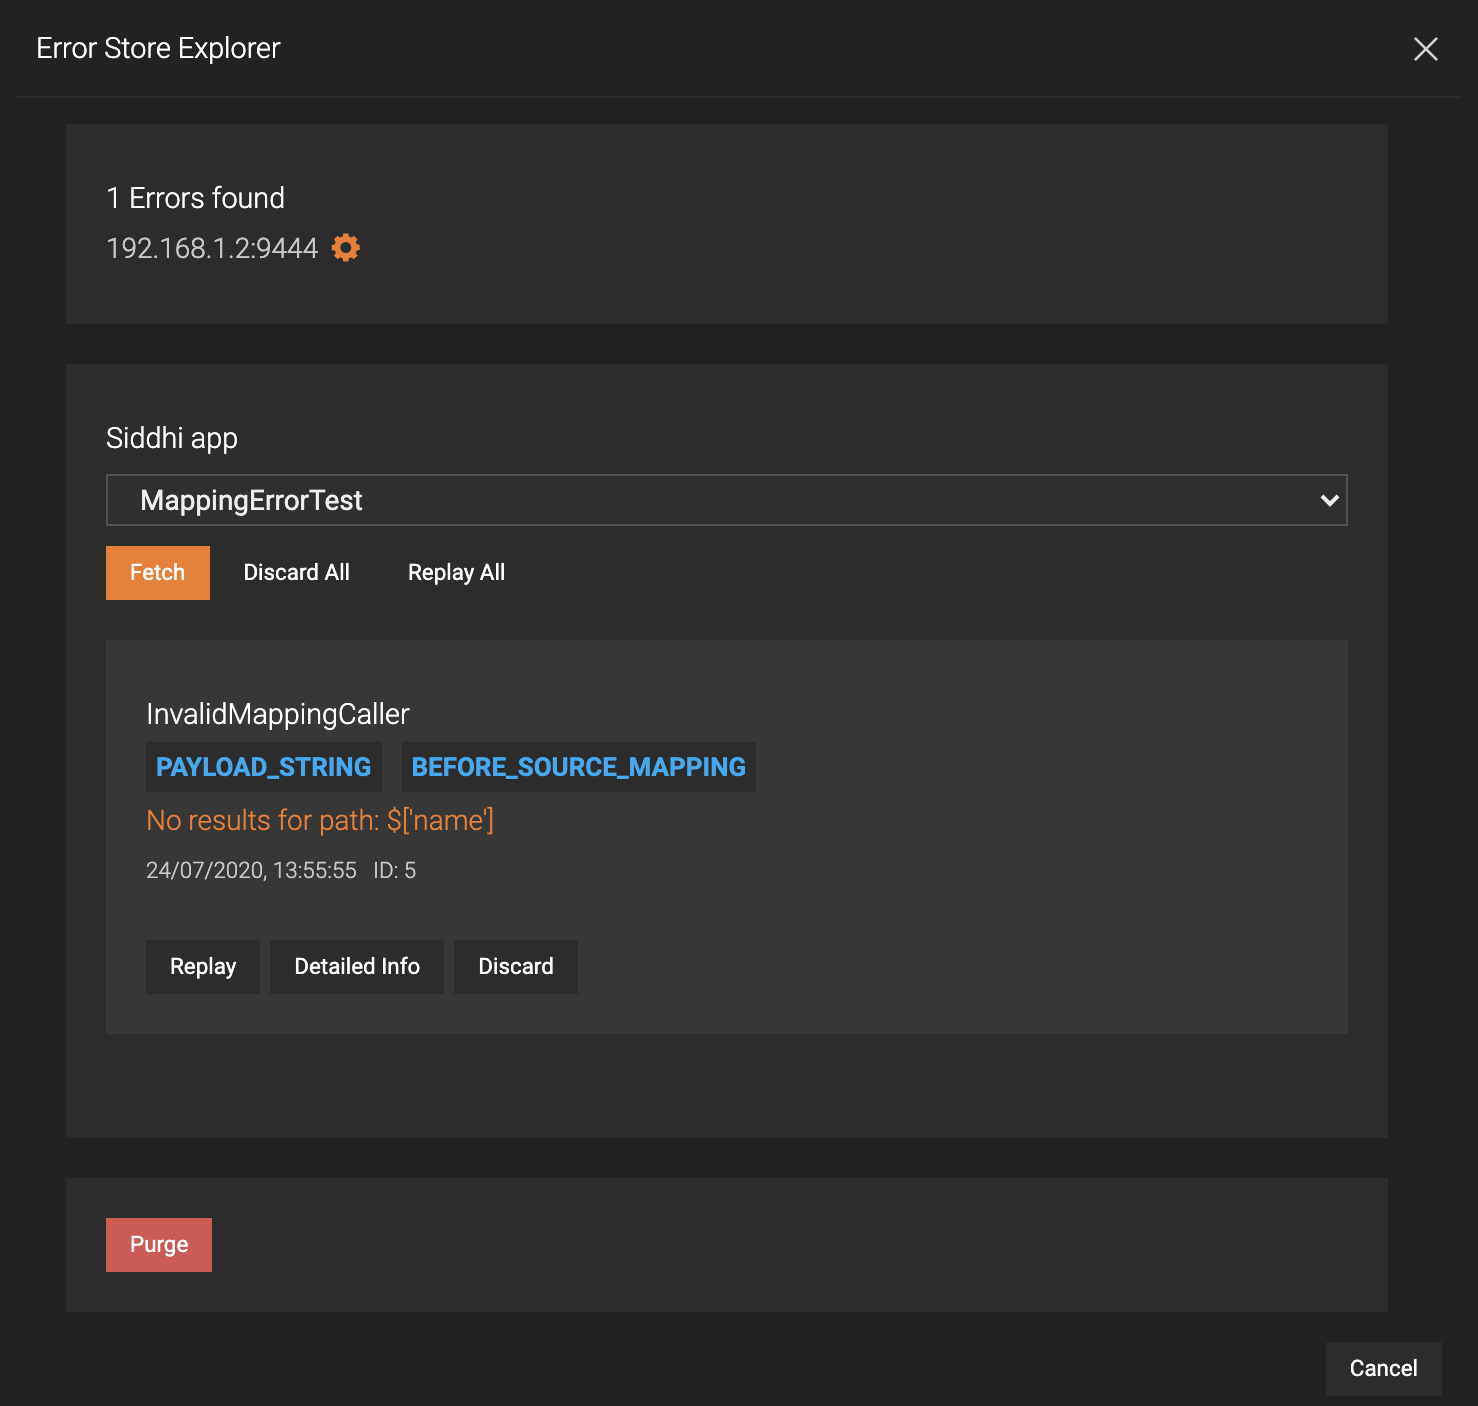 Error Store Explorer
1 Errors found
192.168.1.2:9444
Siddhi app
MappingErrorTest
Fetch Discard All Replay All
InvalidMappingCaller
PAYLOAD_STRING BEFORE_SOURCE_MAPPING
No results for path: $['name']
24/07/2020, 13:55:55 ID: 5
Replay Detailed Info Discard
Purge
Cancel